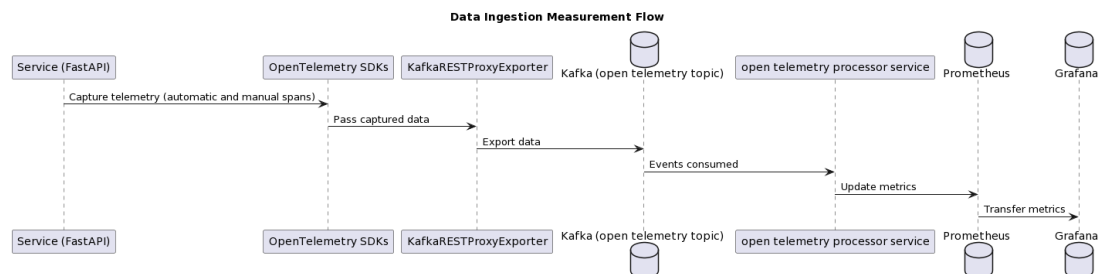 Data Ingestion Measurement Flow
Service (FastAPI)
OpenTelemetry SDKs
KafkaRESTProxyExporter
Kafka (open telemetry topic)
open telemetry processor service
Prometheus
Grafana
Capture telemetry (automatic and manual spans)
Pass captured data
Export data
Events consumed
Update metrics
Transfer metrics
Service (FastAPI)
OpenTelemetry SDKs
KafkaRESTProxyExporter
Kafka (open telemetry topic)
open telemetry processor service
Prometheus
Grafana